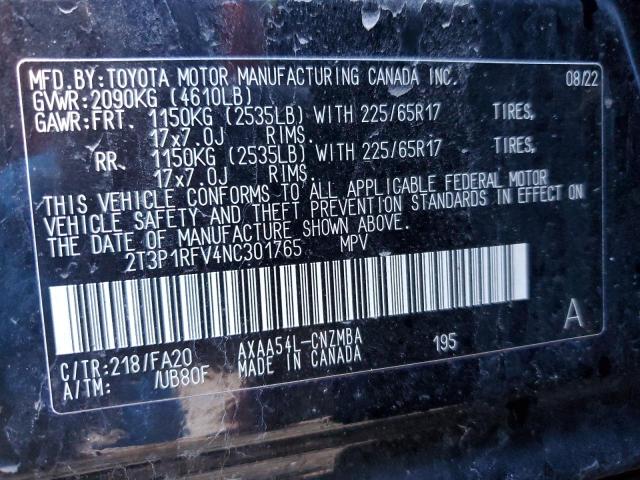 MFD.BY:TOYOTA MOTOR MANUFACTURING CANADA INC. 08/22
GVWR:2090KG (4610LB)
GAWR:FRT. 1150KG (2535LB) WITH 225/65R17 TIRES,
17x7.0J RIMS.
RR. 1150KG (2535LB) WITH 225/65R17 TIRES,
17x7.0J RIMS.
THIS VEHICLE CONFORMS TO ALL APPLICABLE FEDERAL MOTOR
VEHICLE SAFETY AND THEFT PREVENTION STANDARDS IN EFFECT ON
THE DATE OF MANUFACTURE SHOWN ABOVE.
2T3P1RFV4NC301765 MPV
A
C/TR:218/FA20 AXAA54L-CNZMBA 195
A/TM: /UB80F MADE IN CANADA